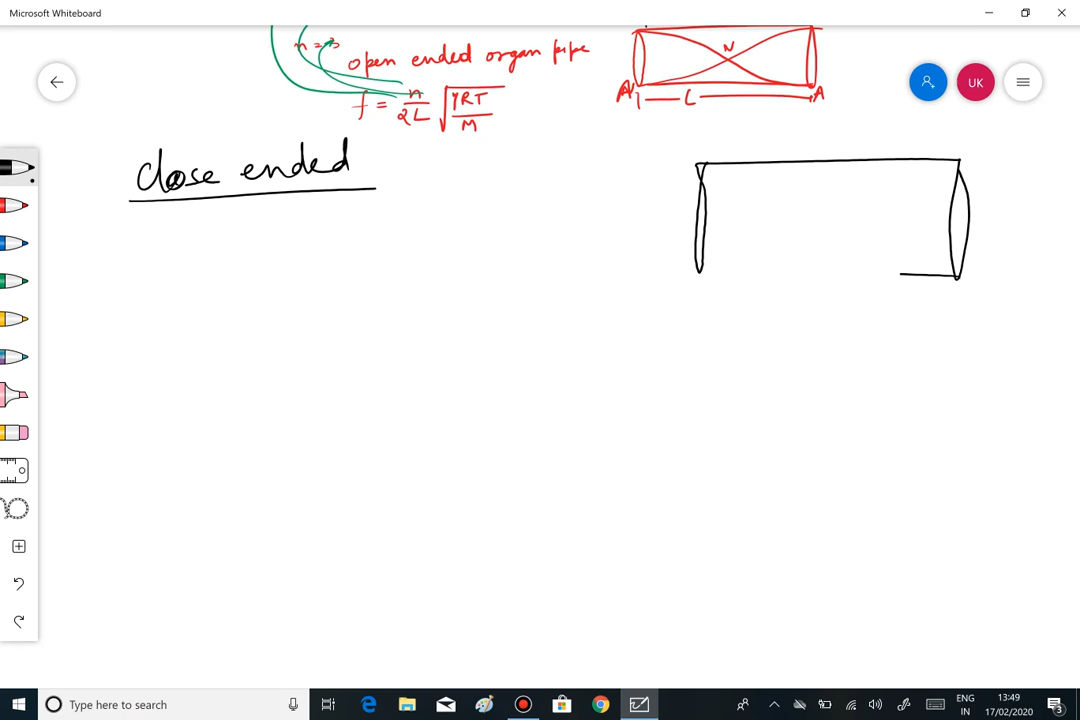 Microsoft Whiteboard
UK
open ended organ pipe
f = n/2L √(γRT/M)
N
A L A
close ended
Type here to search
ENG
IN
13:49
17/02/2020
3